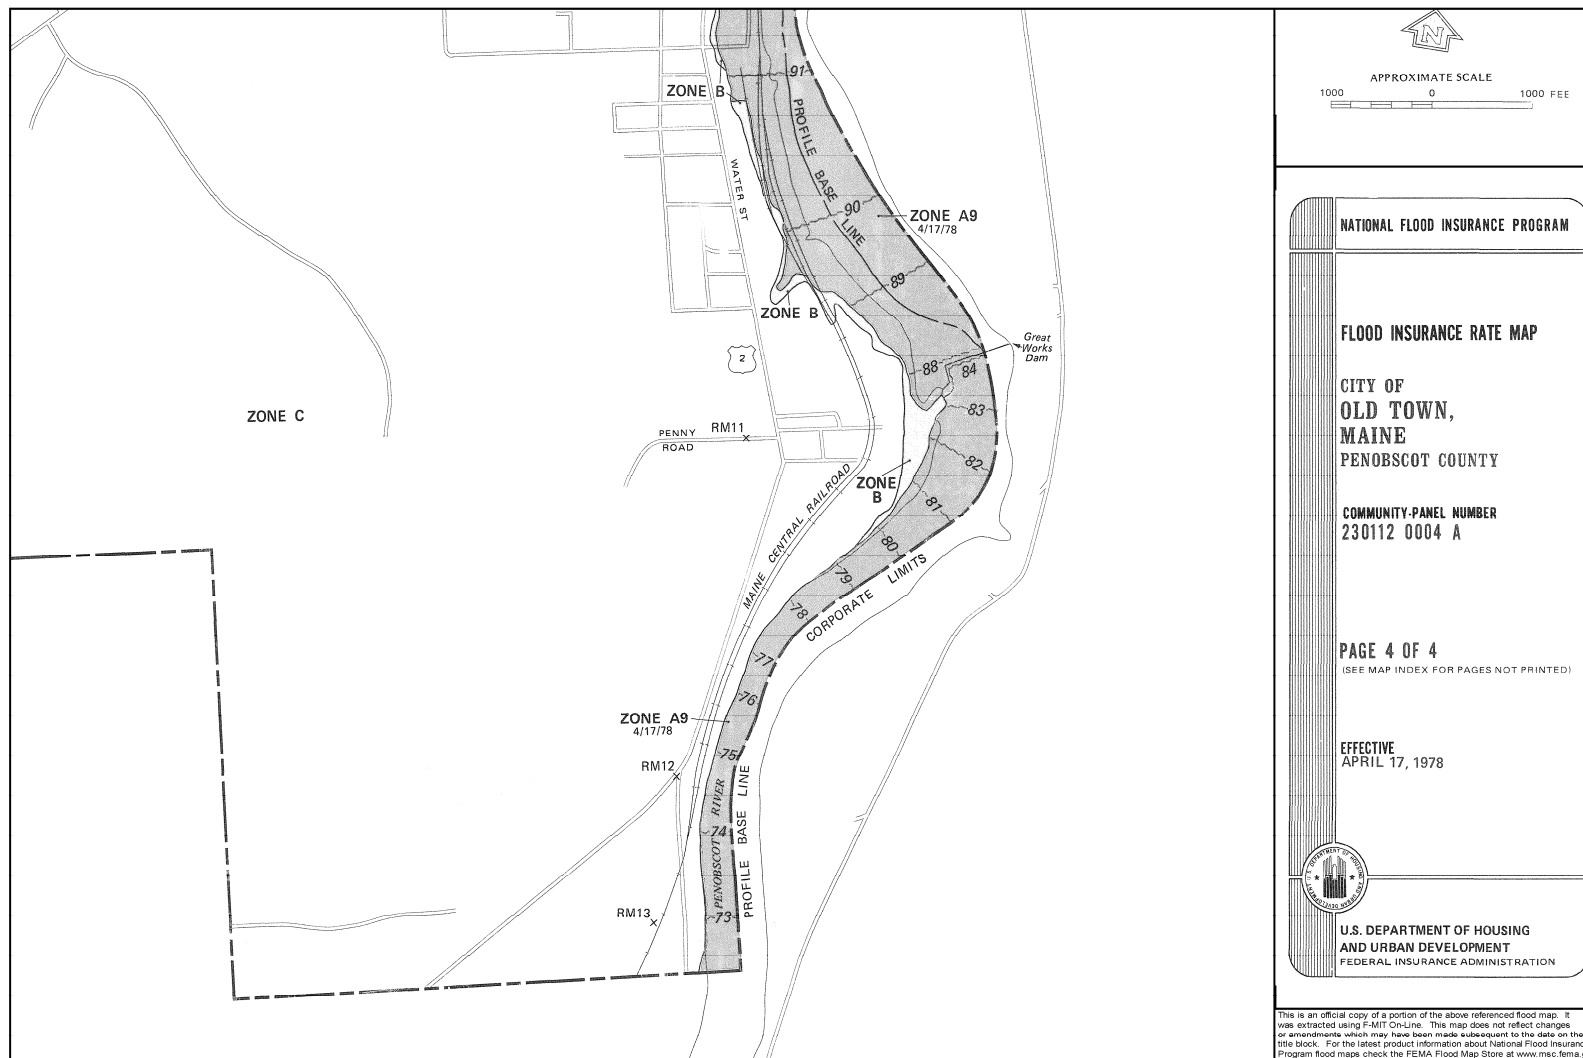 N
APPROXIMATE SCALE
1000 0 1000 FEE
NATIONAL FLOOD INSURANCE PROGRAM
FLOOD INSURANCE RATE MAP
CITY OF
OLD TOWN,
MAINE
PENOBSCOT COUNTY
COMMUNITY-PANEL NUMBER
230112 0004 A
PAGE 4 OF 4
(SEE MAP INDEX FOR PAGES NOT PRINTED)
EFFECTIVE
APRIL 17, 1978
U.S. DEPARTMENT OF HOUSING AND URBAN DEVELOPMENT
U.S. DEPARTMENT OF HOUSING
AND URBAN DEVELOPMENT
FEDERAL INSURANCE ADMINISTRATION
This is an official copy of a portion of the above referenced flood map. It
was extracted using F-MIT On-Line. This map does not reflect changes
or amendments which may have been made subsequent to the date on the
title block. For the latest product information about National Flood Insuranc
Program flood maps check the FEMA Flood Map Store at www.msc.fema.g
91
ZONE B
PROFILE BASE LINE
WATER ST
90
ZONE A9
4/17/78
89
ZONE B
Great
Works
Dam
2
88
84
83
ZONE C
RM11
PENNY
ROAD
82
ZONE
B
81
MAINE CENTRAL RAILROAD
80
79
CORPORATE LIMITS
78
77
76
ZONE A9
4/17/78
75
RM12
PENOBSCOT RIVER
PROFILE BASE LINE
74
RM13
73